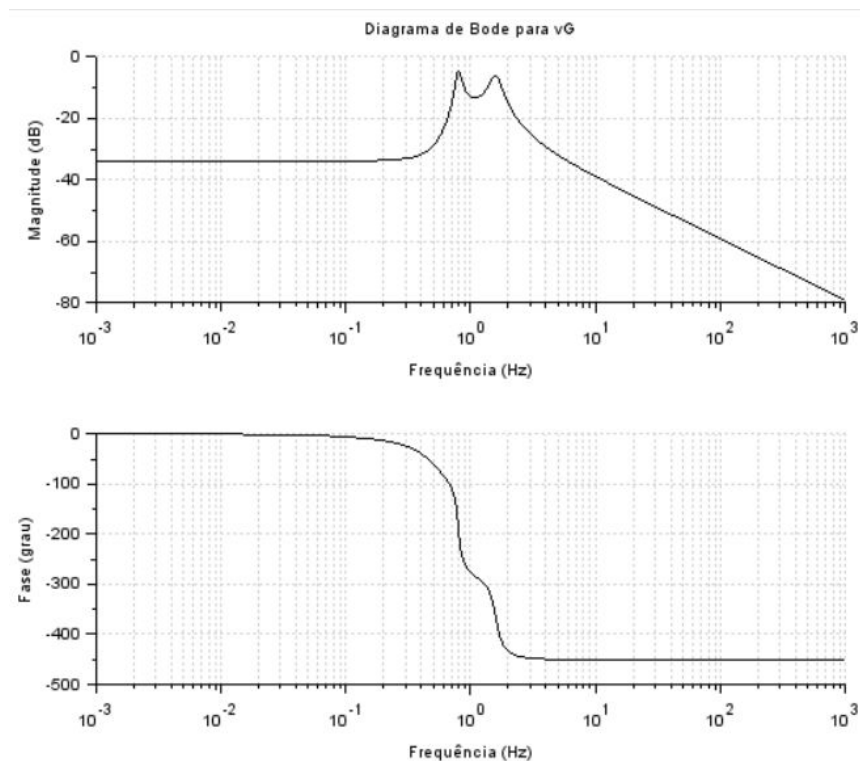 Diagrama de Bode para vG
Magnitude (dB)
0
-20
-40
-60
-80
10^-3 10^-2 10^-1 10^0 10^1 10^2 10^3
Frequência (Hz)
Fase (grau)
0
-100
-200
-300
-400
-500
10^-3 10^-2 10^-1 10^0 10^1 10^2 10^3
Frequência (Hz)